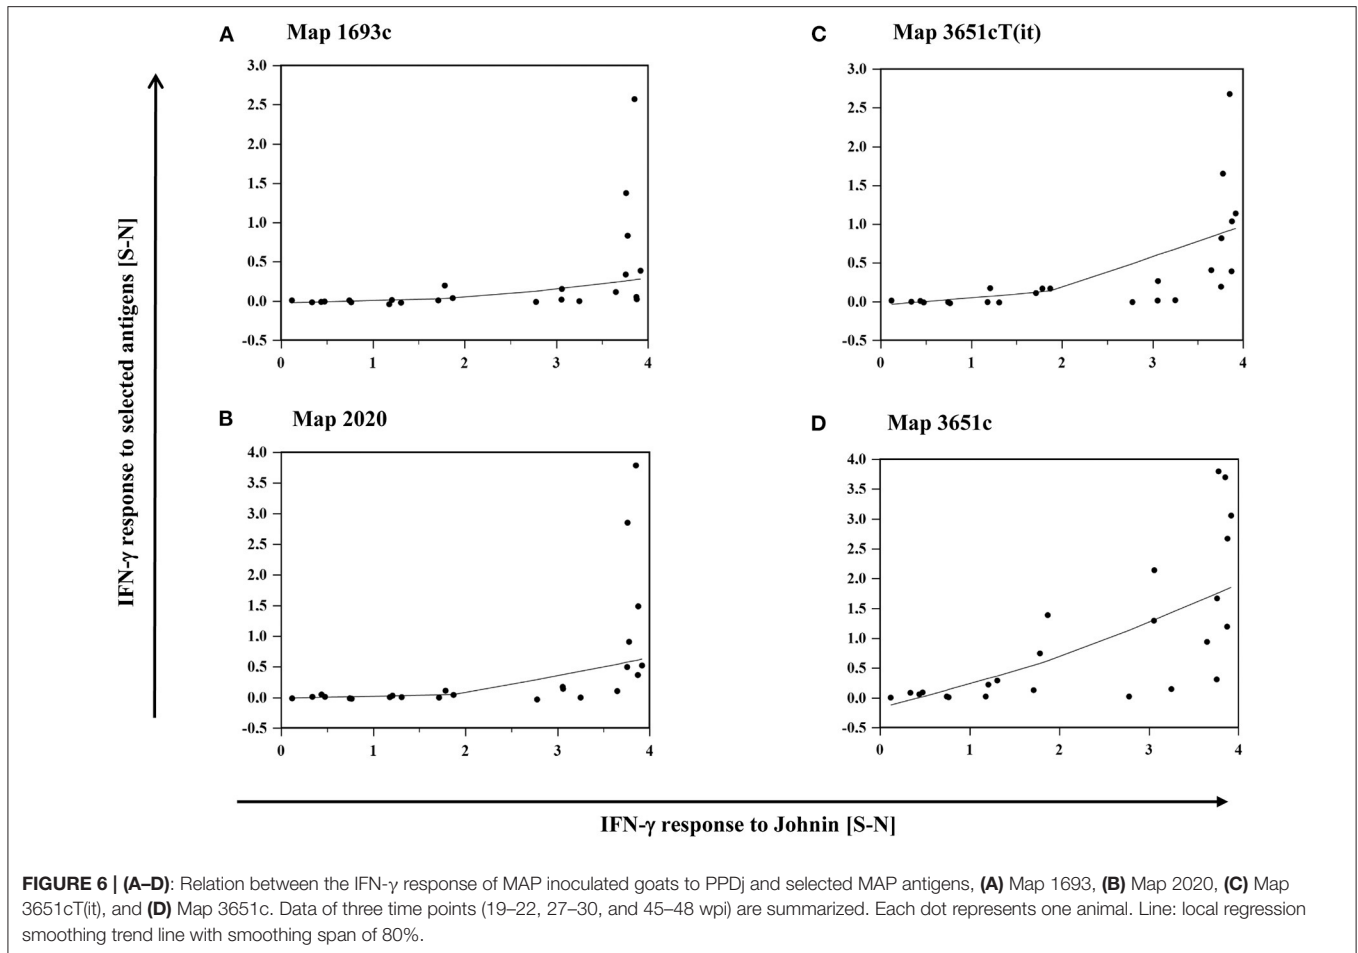 A Map 1693c
3.0
2.5
2.0
1.5
1.0
0.5
0.0
-0.5
0 1 2 3 4
C Map 3651cT(it)
3.0
2.5
2.0
1.5
1.0
0.5
0.0
-0.5
0 1 2 3 4
IFN-γ response to selected antigens [S-N]
B Map 2020
4.0
3.5
3.0
2.5
2.0
1.5
1.0
0.5
0.0
-0.5
0 1 2 3 4
D Map 3651c
4.0
3.5
3.0
2.5
2.0
1.5
1.0
0.5
0.0
-0.5
0 1 2 3 4
IFN-γ response to Johnin [S-N]
FIGURE 6 | (A–D): Relation between the IFN-γ response of MAP inoculated goats to PPDj and selected MAP antigens, (A) Map 1693, (B) Map 2020, (C) Map
3651cT(it), and (D) Map 3651c. Data of three time points (19–22, 27–30, and 45–48 wpi) are summarized. Each dot represents one animal. Line: local regression
smoothing trend line with smoothing span of 80%.